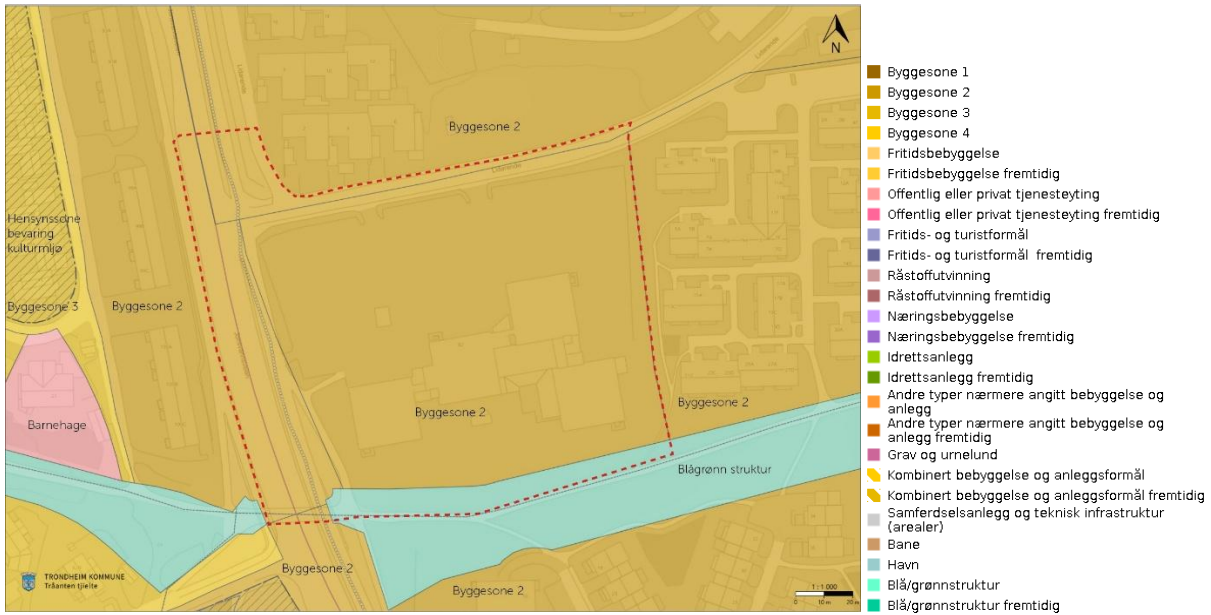 N
Byggesone 2
Hensynssone
bevaring
kulturmiljø
Byggesone 3
Byggesone 2
Barnehage
Byggesone 2
Byggesone 2
Blågrønn struktur
Byggesone 2
Byggesone 2
TRONDHEIM KOMMUNE
Tråanten tjielte
1:1 000
0 10 m 20 m
Byggesone 1
Byggesone 2
Byggesone 3
Byggesone 4
Fritidsbebyggelse
Fritidsbebyggelse fremtidig
Offentlig eller privat tjenesteyting
Offentlig eller privat tjenesteyting fremtidig
Fritids- og turistformål
Fritids- og turistformål fremtidig
Råstoffutvinning
Råstoffutvinning fremtidig
Næringsbebyggelse
Næringsbebyggelse fremtidig
Idrettsanlegg
Idrettsanlegg fremtidig
Andre typer nærmere angitt bebyggelse og
anlegg
Andre typer nærmere angitt bebyggelse og
anlegg fremtidig
Grav og urnelund
Kombinert bebyggelse og anleggsformål
Kombinert bebyggelse og anleggsformål fremtidig
Samferdselsanlegg og teknisk infrastruktur
(arealer)
Bane
Havn
Blå/grønnstruktur
Blå/grønnstruktur fremtidig